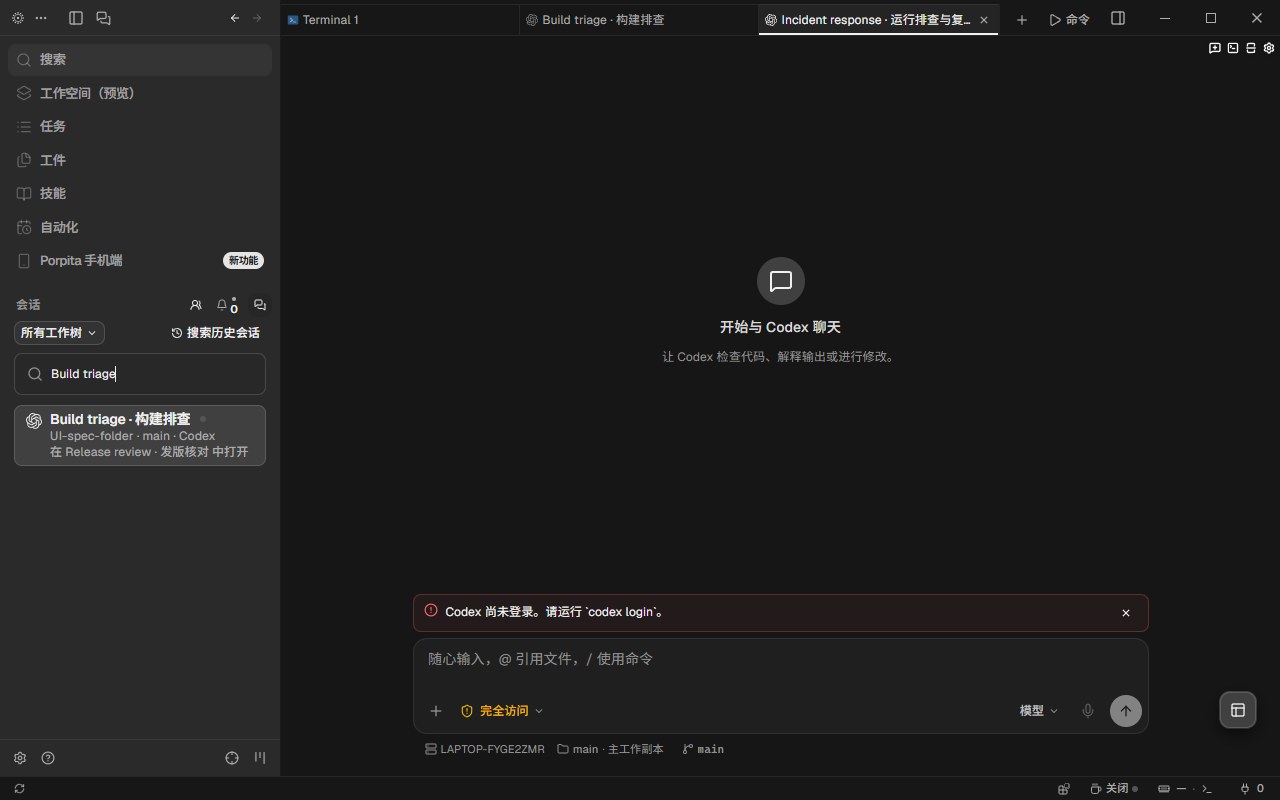 Terminal 1
Build triage · 构建排查
Incident response · 运行排查与复...
命令
搜索
工作空间（预览）
任务
工件
技能
自动化
Porpita 手机端
新功能
会话
0
所有工作树
搜索历史会话
Build triage
Build triage · 构建排查
UI-spec-folder · main · Codex
在 Release review · 发版核对 中打开
开始与 Codex 聊天
让 Codex 检查代码、解释输出或进行修改。
Codex 尚未登录。请运行 `codex login`。
随心输入，@ 引用文件，/ 使用命令
完全访问
模型
LAPTOP-FYGE2ZMR
main · 主工作副本
main
关闭
0